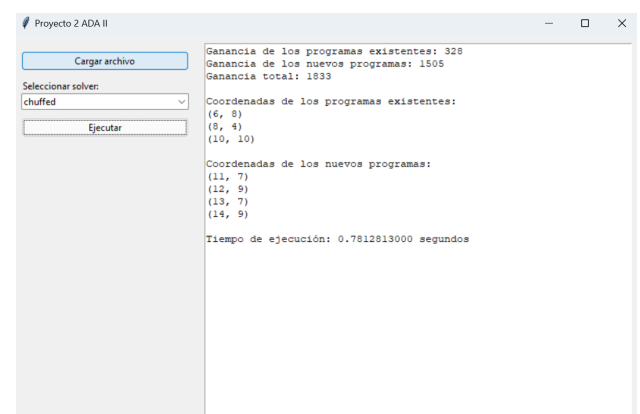 Proyecto 2 ADA II
Cargar archivo
Seleccionar solver:
chuffed
Ejecutar
Ganancia de los programas existentes: 328
Ganancia de los nuevos programas: 1505
Ganancia total: 1833
Coordenadas de los programas existentes:
(6, 8)
(8, 4)
(10, 10)
Coordenadas de los nuevos programas:
(11, 7)
(12, 9)
(13, 7)
(14, 9)
Tiempo de ejecución: 0.7812813000 segundos